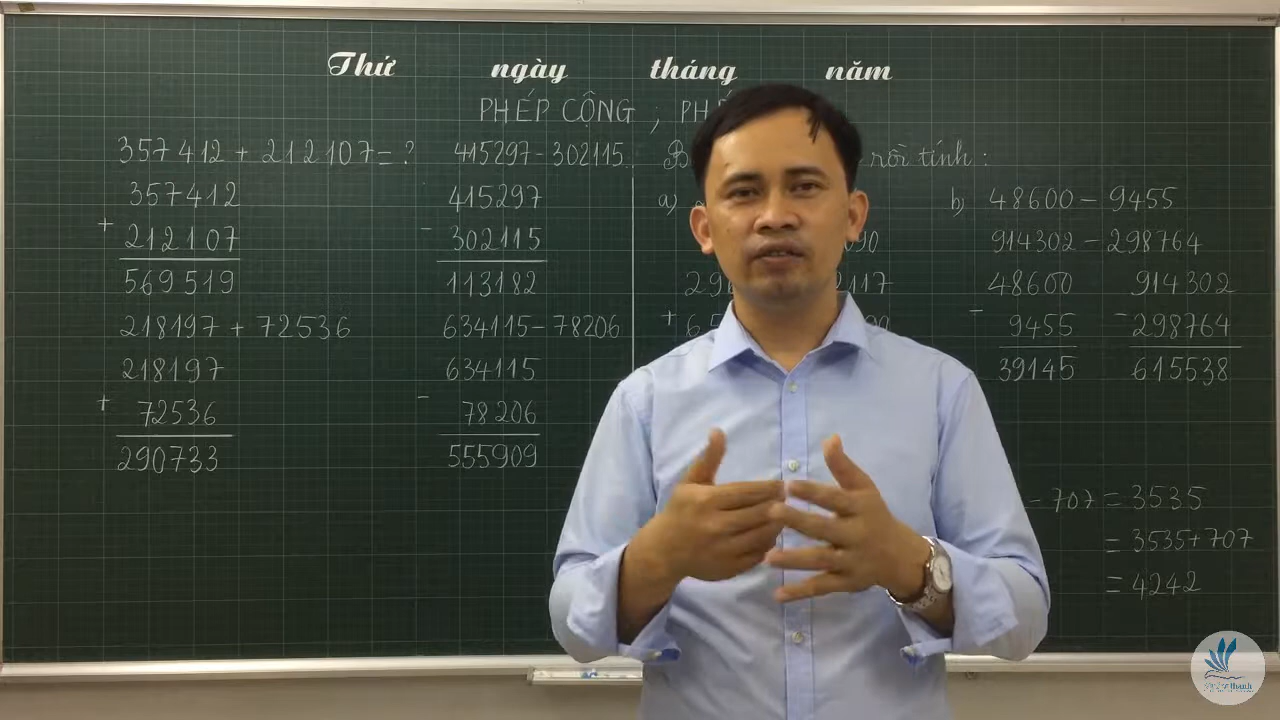 Thứ ngày tháng năm
PHÉP CỘNG ;
357412 + 212107 = ?
357412
+
212107
569519
218197 + 72536
218197
+
72536
290733
415297 - 302115
415297
-
302115
113182
634115 - 78206
634115
-
78206
555909
rồi tính :
a)
+
b) 48600 - 9455
914302 - 298764
48600 914302
- 9455 - 298764
39145 615538
- 707 = 3535
= 3535 + 707
= 4242